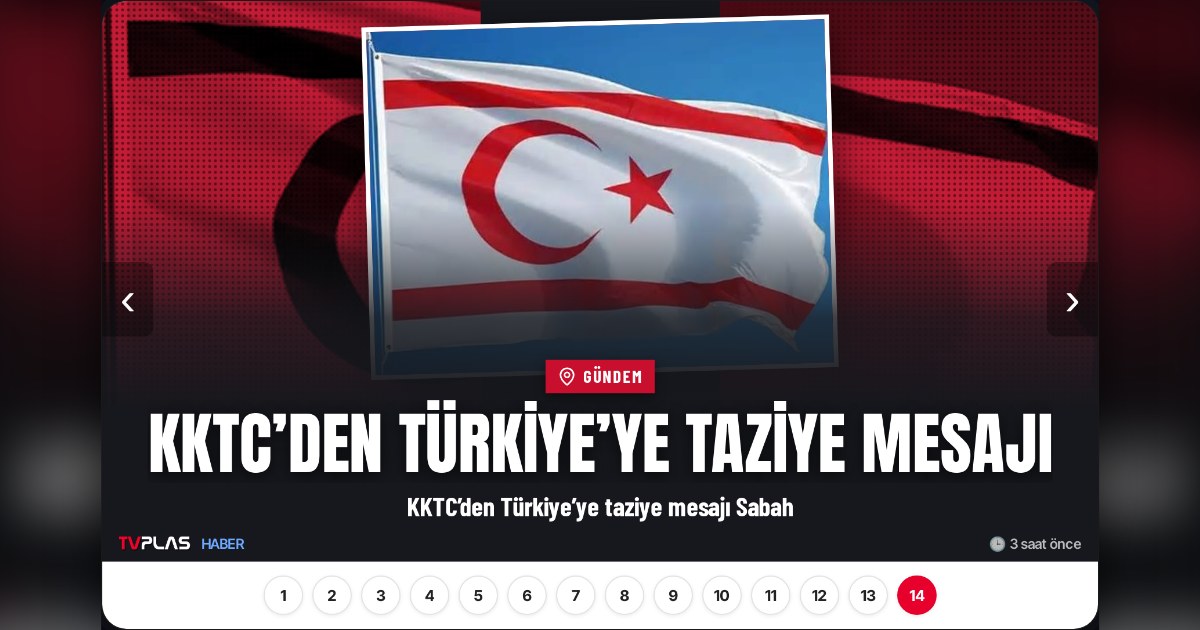 GÜNDEM
KKTC’DEN TÜRKİYE’YE TAZİYE MESAJI
KKTC’den Türkiye’ye taziye mesajı Sabah
TVPLAS HABER
3 saat önce
1 2 3 4 5 6 7 8 9 10 11 12 13 14